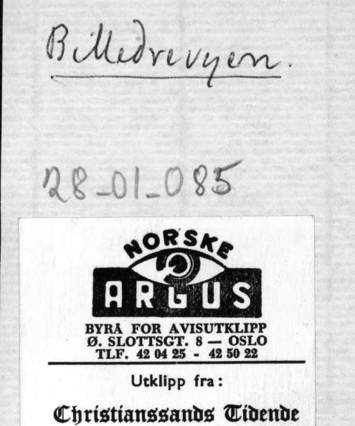 Billedrevyen.
28-01-085
NORSKE
ARGUS
BYRÅ FOR AVISUTKLIPP
Ø. SLOTTSGT. 8 — OSLO
TLF. 42 04 25 - 42 50 22
Utklipp fra:
Christianssands Tidende